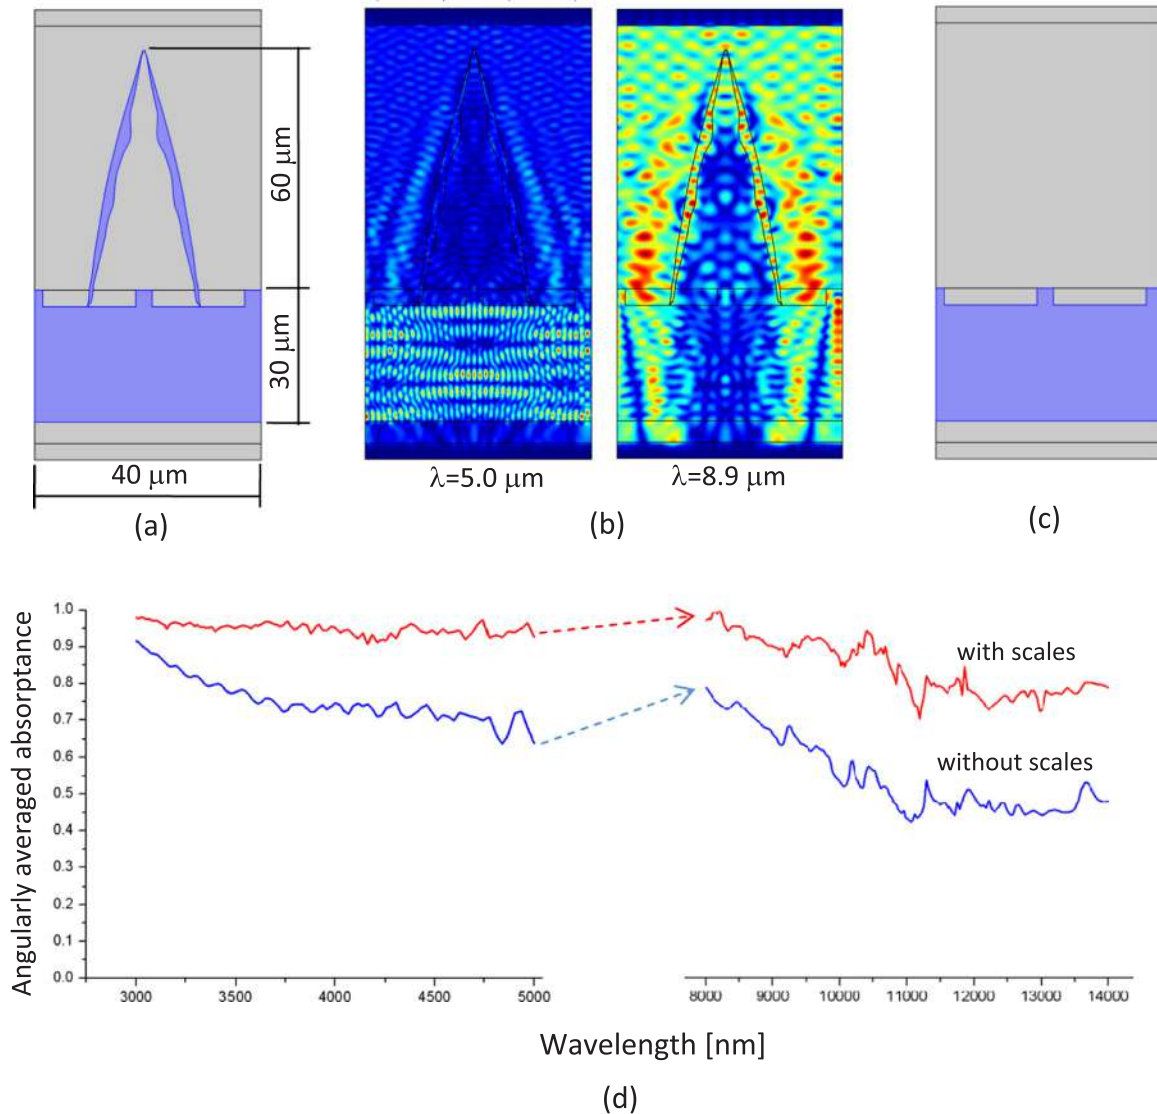 60 μm
30 μm
40 μm
(a)
λ=5.0 μm
λ=8.9 μm
(b)
(c)
Angularly averaged absorptance
1.0
0.9
0.8
0.7
0.6
0.5
0.4
0.3
0.2
0.1
0.0
with scales
without scales
3000 3500 4000 4500 5000 8000 9000 10000 11000 12000 13000 14000
Wavelength [nm]
(d)